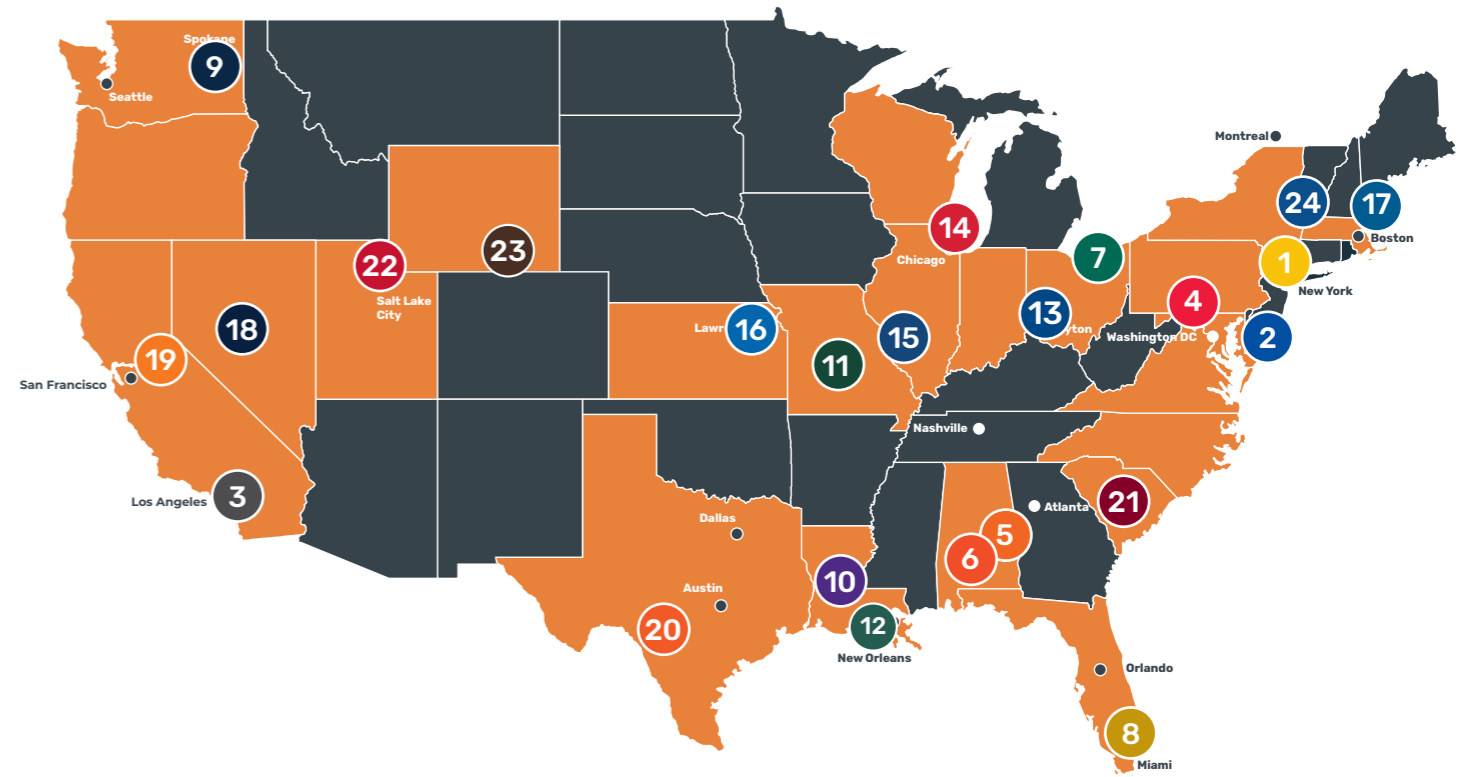 Spokane
9
Seattle
Montreal
24
17
14
Boston
23
22
7
Chicago
1
New York
Salt Lake
City
4
18
Lawr
16
13
yton
15
Washington DC
2
19
11
San Francisco
Nashville
3
Los Angeles
21
Atlanta
Dallas
5
6
10
Austin
20
12
New Orleans
Orlando
8
Miami